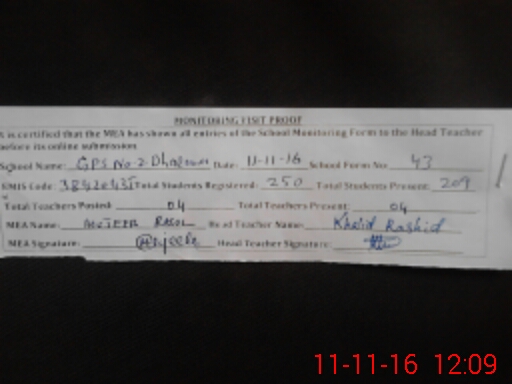 MONITORING VISIT PROOF
It is certified that the MEA has shown all entries of the School Monitoring Form to the Head Teacher
before its online submission
School Name: GPS No 2 Date: 11-11-16 School Form No: 43
EMIS Code: Total Students Registered: 250 Total Students Present: 209
Total Teachers Posted: 04 Total Teachers Present: 04
MEA Name: Head Teacher Name: Khalid Rashid
MEA Signature: Head Teacher Signature:
11-11-16 12:09